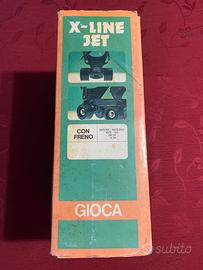 X-LINE
JET
CON
FRENO
GIOCA
subito